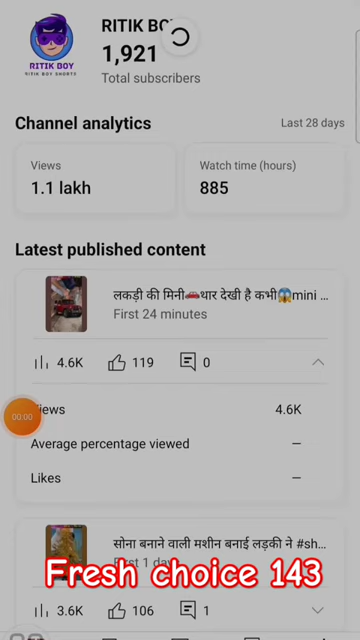 RITIK BOY
1,921
Total subscribers
RITIK BOY
RITIK BOY SHORTS
Channel analytics
Last 28 days
Views
1.1 lakh
Watch time (hours)
885
Latest published content
लकड़ी की मिनी🚗थार देखी है कभी😱mini ...
First 24 minutes
4.6K
119
0
00:00
Views
4.6K
Average percentage viewed
–
Likes
–
सोना बनाने वाली मशीन बनाई लड़की ने #sh...
First 1 day
Fresh choice 143
3.6K
106
1